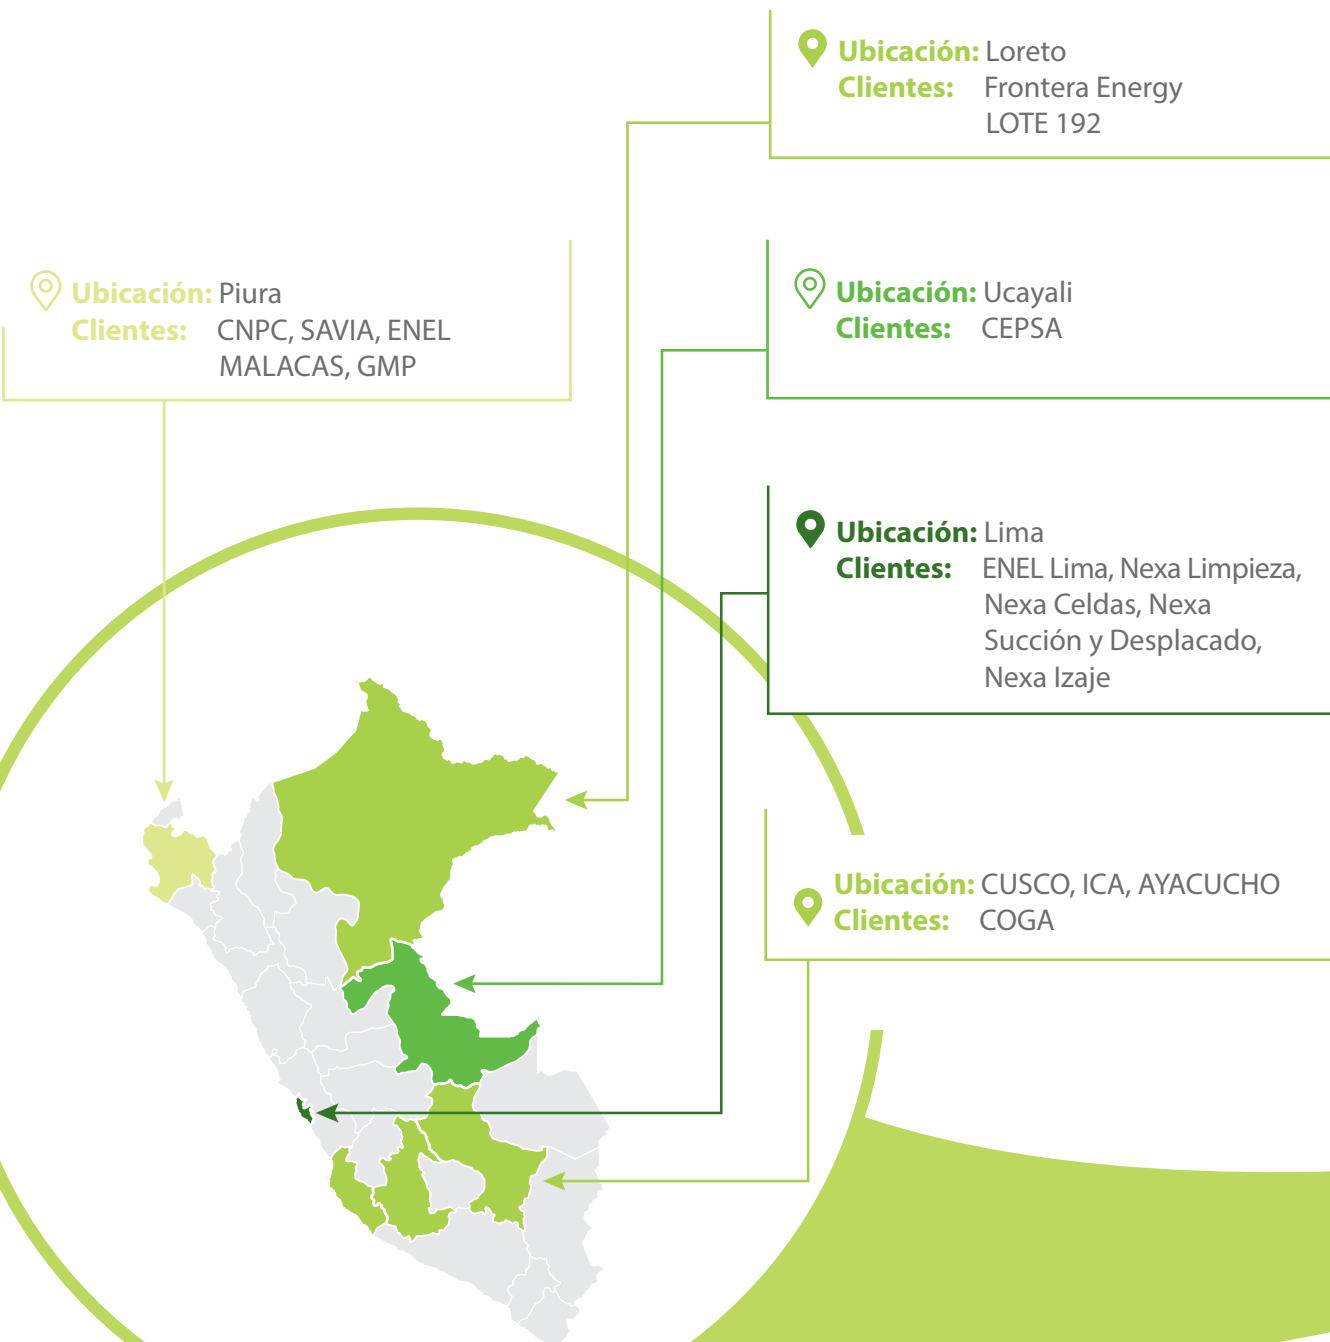 Ubicación: Loreto
Clientes: Frontera Energy
LOTE 192
Ubicación: Piura
Clientes: CNPC, SAVIA, ENEL
MALACAS, GMP
Ubicación: Ucayali
Clientes: CEPSA
Ubicación: Lima
Clientes: ENEL Lima, Nexa Limpieza,
Nexa Celdas, Nexa
Succión y Desplacado,
Nexa Izaje
Ubicación: CUSCO, ICA, AYACUCHO
Clientes: COGA